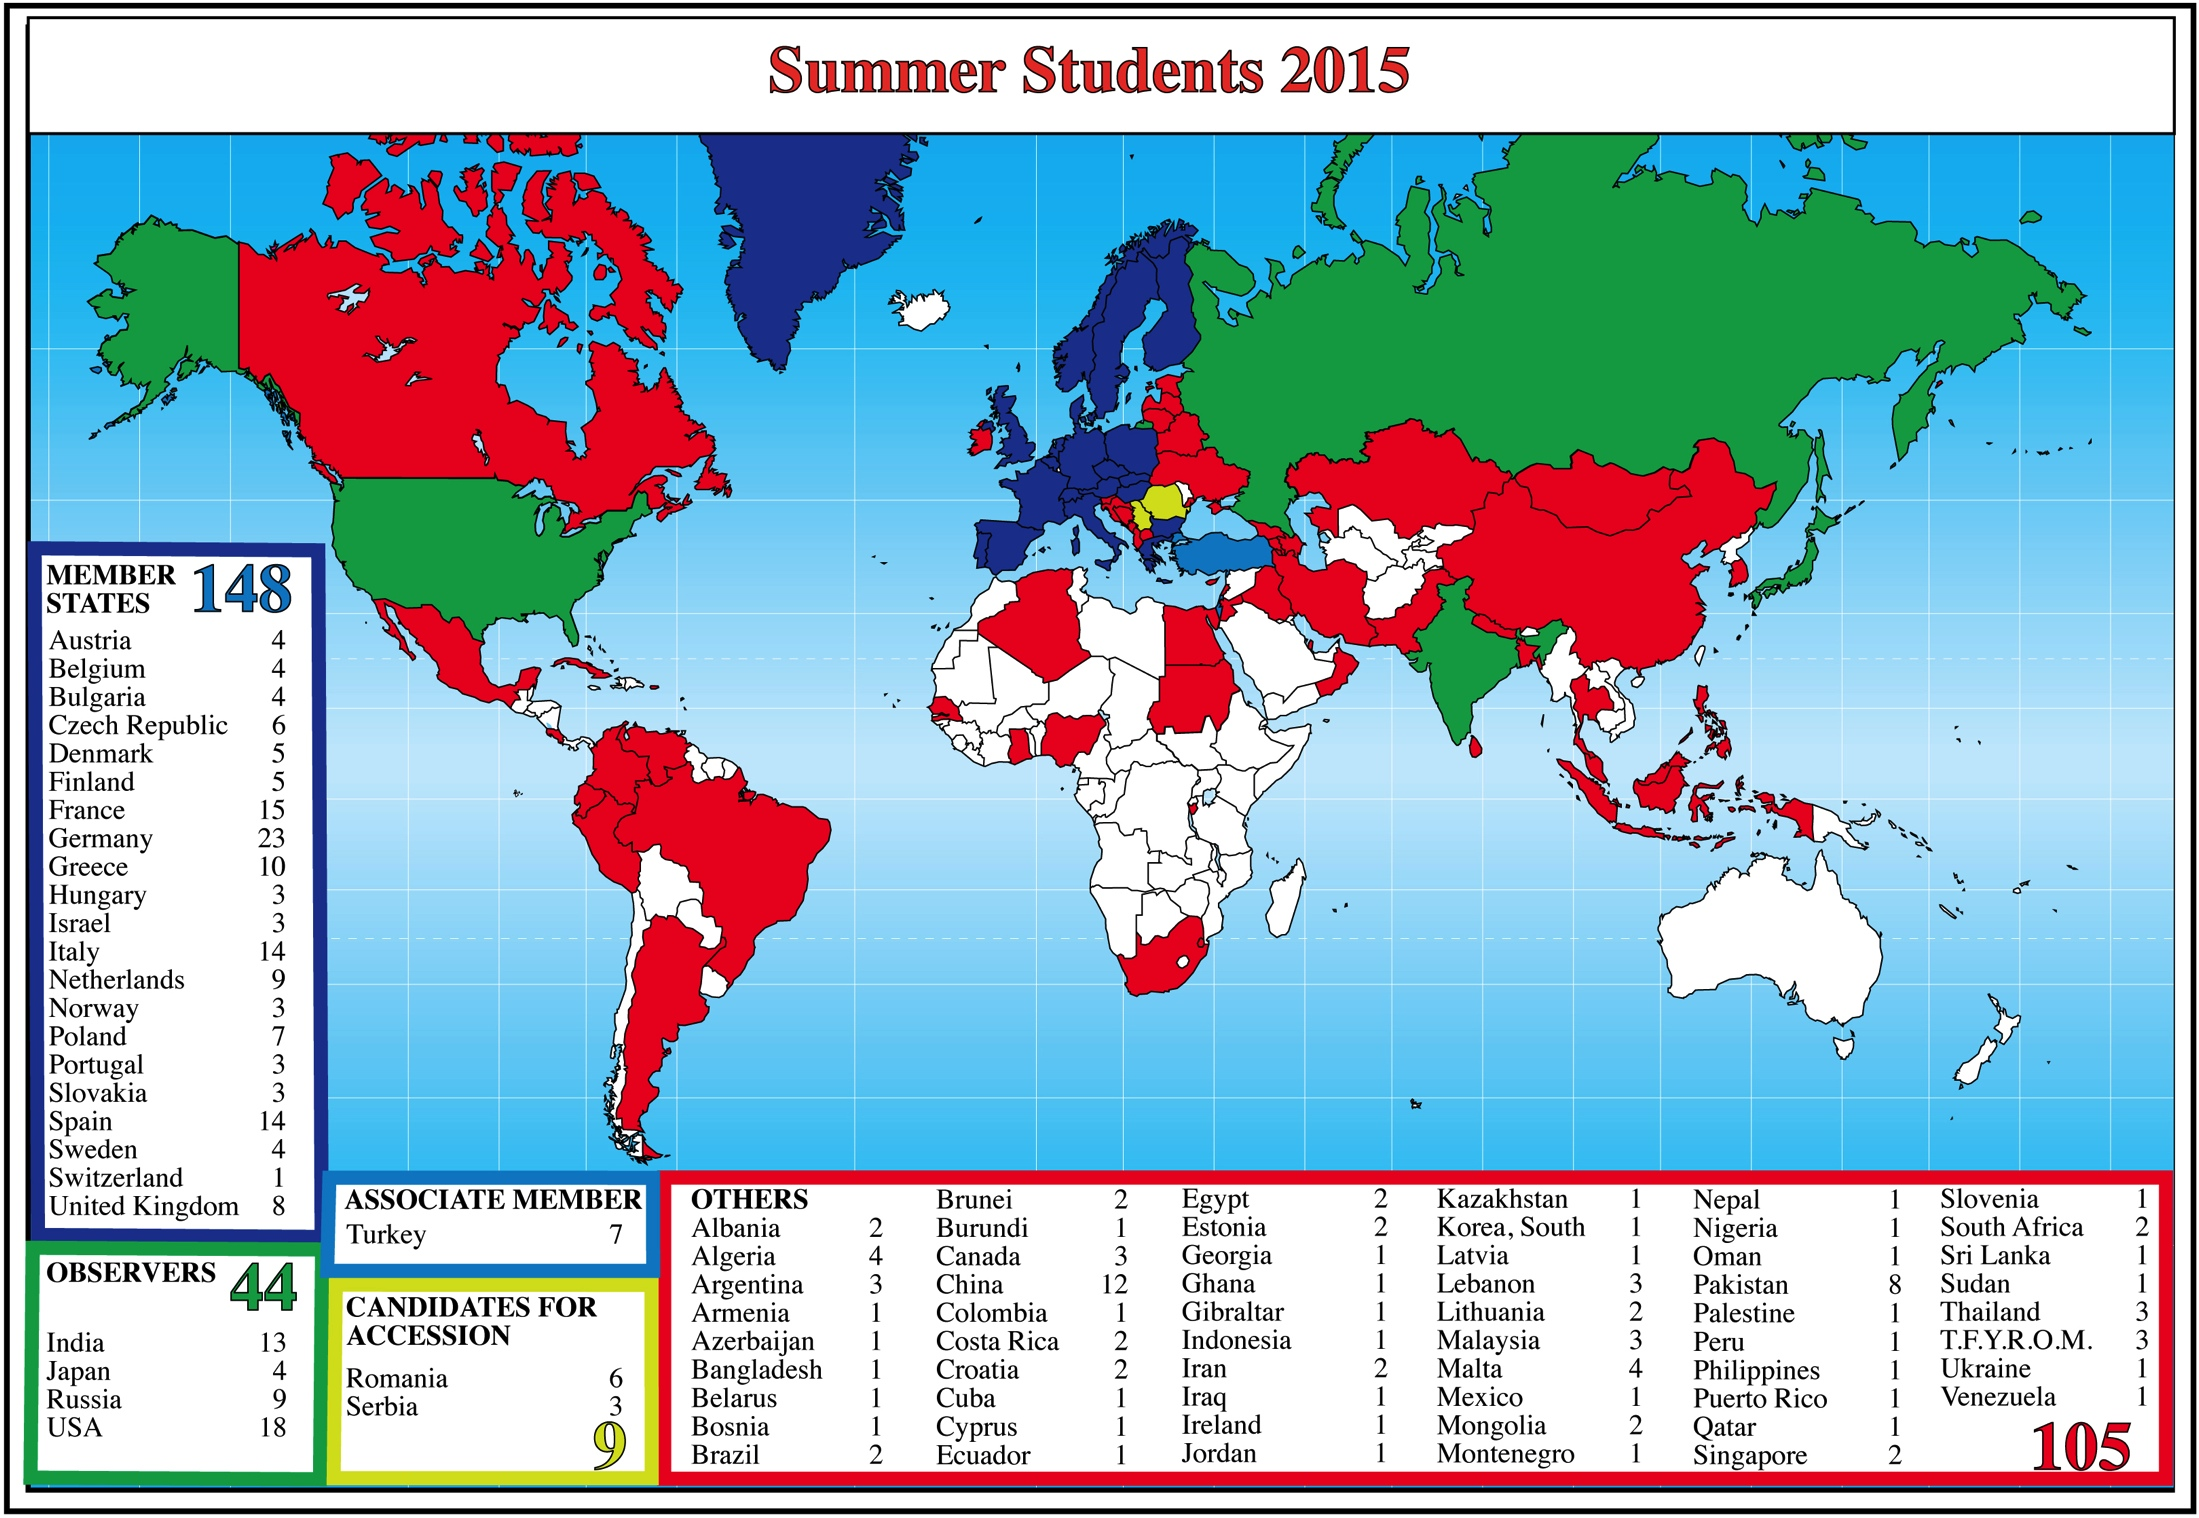 Summer Students 2015
MEMBER STATES 148
Austria 4
Belgium 4
Bulgaria 4
Czech Republic 6
Denmark 5
Finland 5
France 15
Germany 23
Greece 10
Hungary 3
Israel 3
Italy 14
Netherlands 9
Norway 3
Poland 7
Portugal 3
Slovakia 3
Spain 14
Sweden 4
Switzerland 1
United Kingdom 8
OBSERVERS 44
India 13
Japan 4
Russia 9
USA 18
ASSOCIATE MEMBER
Turkey 7
CANDIDATES FOR
ACCESSION
Romania 6
Serbia 3
9
OTHERS
Albania 2
Algeria 4
Argentina 3
Armenia 1
Azerbaijan 1
Bangladesh 1
Belarus 1
Bosnia 1
Brazil 2
Brunei 2
Burundi 1
Canada 3
China 12
Colombia 1
Costa Rica 2
Croatia 2
Cuba 1
Cyprus 1
Ecuador 1
Egypt 2
Estonia 2
Georgia 1
Ghana 1
Gibraltar 1
Indonesia 1
Iran 2
Iraq 1
Ireland 1
Jordan 1
Kazakhstan 1
Korea, South 1
Latvia 1
Lebanon 3
Lithuania 2
Malaysia 3
Malta 4
Mexico 1
Mongolia 2
Montenegro 1
Nepal 1
Nigeria 1
Oman 1
Pakistan 8
Palestine 1
Peru 1
Philippines 1
Puerto Rico 1
Qatar 1
Singapore 2
Slovenia 1
South Africa 2
Sri Lanka 1
Sudan 1
Thailand 3
T.F.Y.R.O.M. 3
Ukraine 1
Venezuela 1
105